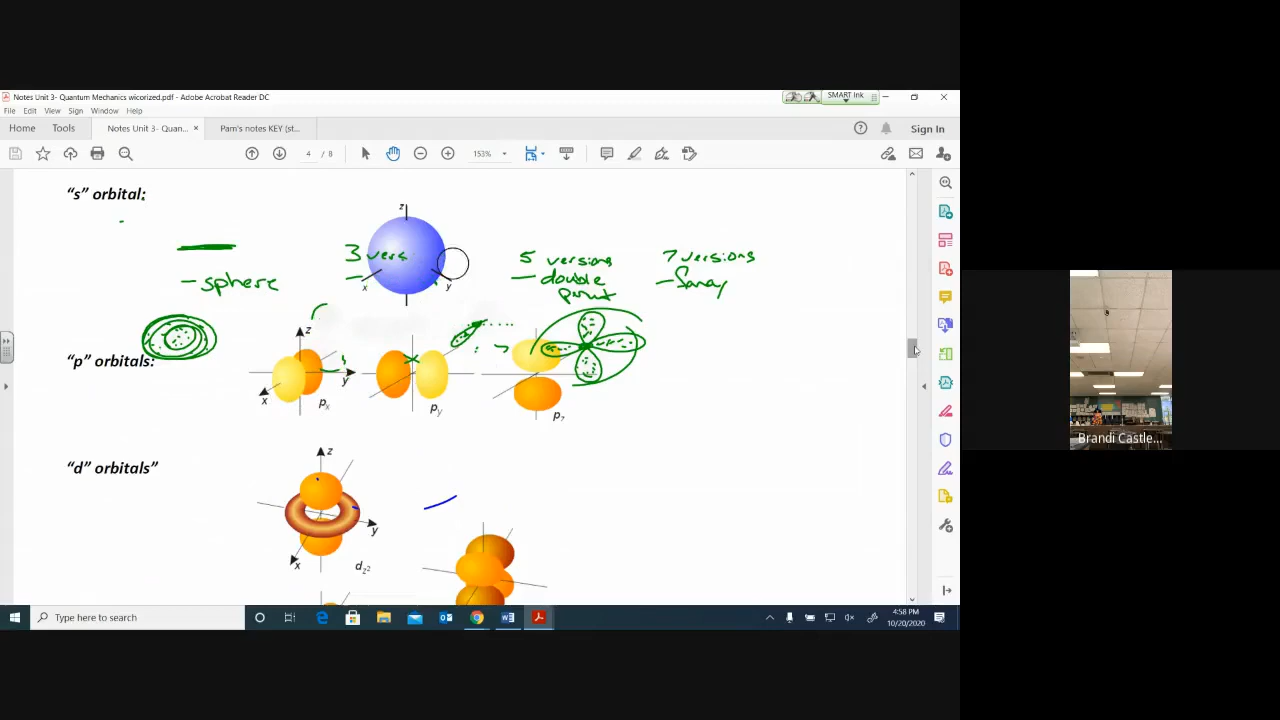 Notes Unit 3- Quantum Mechanics wicorized.pdf - Adobe Acrobat Reader DC
SMART Ink
File Edit View Sign Window Help
Home Tools Notes Unit 3- Quan... × Pam's notes KEY (st... Sign In
4 / 8 153%
"s" orbital:
z
x
y
3 vers
5 versions
7 versions
- sphere
- double
"p" orbitals:
z
x
y
px
py
"d" orbitals"
z
y
x
dz2
Brandi Castle...
Type here to search
4:58 PM
10/20/2020